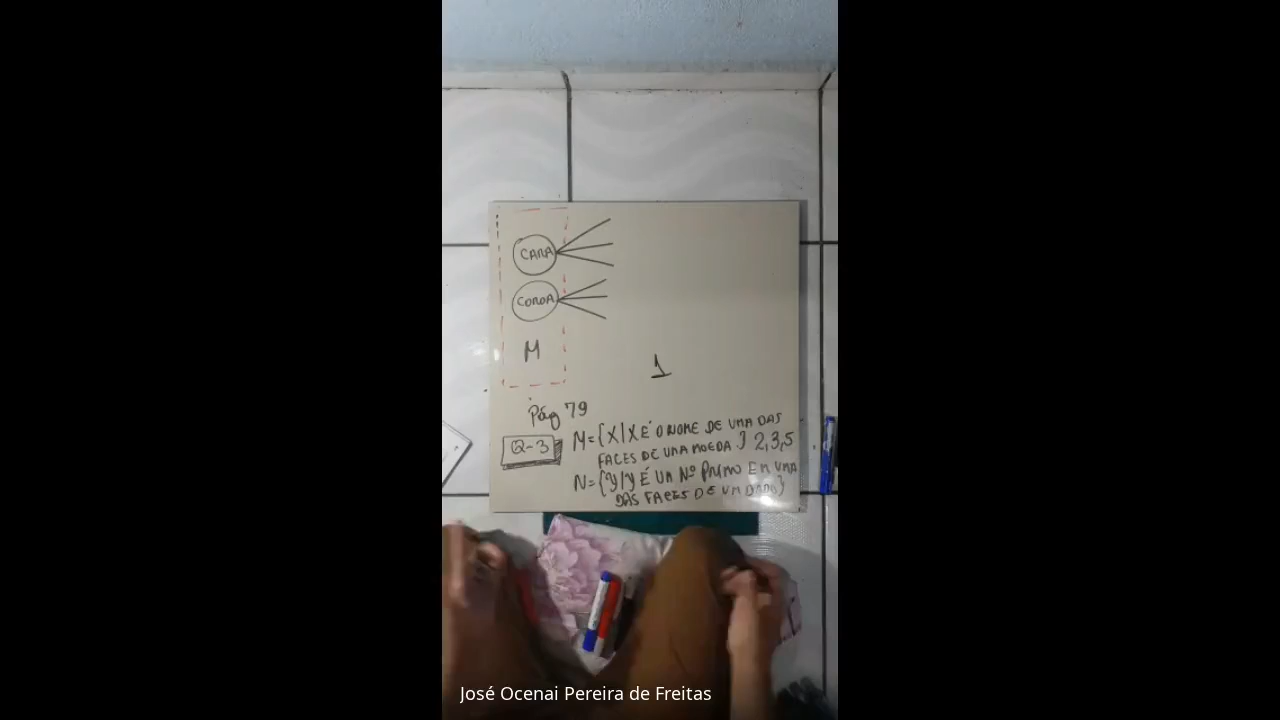 CARA
COROA
M
1
Pág 79
Q-3
M={X/X É O NOME DE UMA DAS
FACES DE UMA MOEDA } 2,3,5
N={Y/Y É UM Nº PRIMO EM UMA
DAS FACES DE UM DADO}
José Ocenai Pereira de Freitas